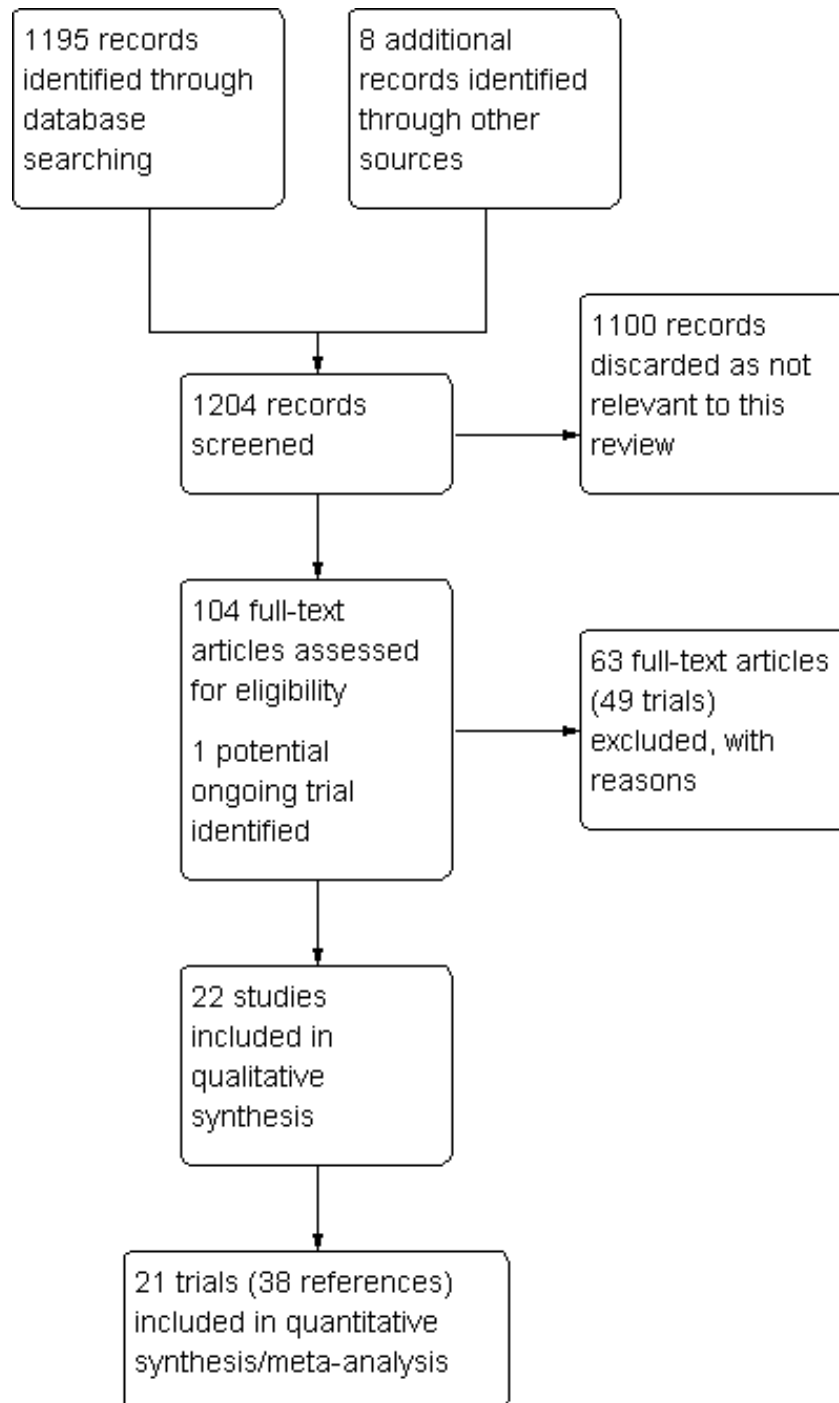 1195 records
identified through
database
searching
8 additional
records identified
through other
sources
1100 records
discarded as not
relevant to this
review
1204 records
screened
104 full-text
articles assessed
for eligibility
1 potential
ongoing trial
identified
63 full-text articles
(49 trials)
excluded, with
reasons
22 studies
included in
qualitative
synthesis
21 trials (38 references)
included in quantitative
synthesis/meta-analysis